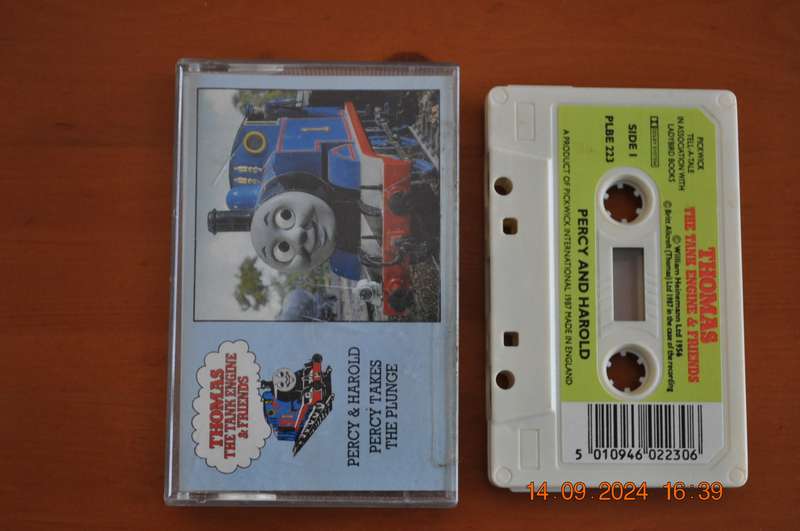 THOMAS
THE TANK ENGINE
& FRIENDS
PERCY & HAROLD
PERCY TAKES
THE PLUNGE
1
PICKWICK
TELL-A-TALE
IN ASSOCIATION WITH
LADYBIRD BOOKS
DOLBY SYSTEM
SIDE 1
PLBE 223
THOMAS
THE TANK ENGINE & FRIENDS
© William Heinemann Ltd 1956
© Britt Allcroft (Thomas) Ltd 1987 in the case of the recording
PERCY AND HAROLD
A PRODUCT OF PICKWICK INTERNATIONAL 1987 MADE IN ENGLAND
5 010946 022306
14.09.2024 16:39